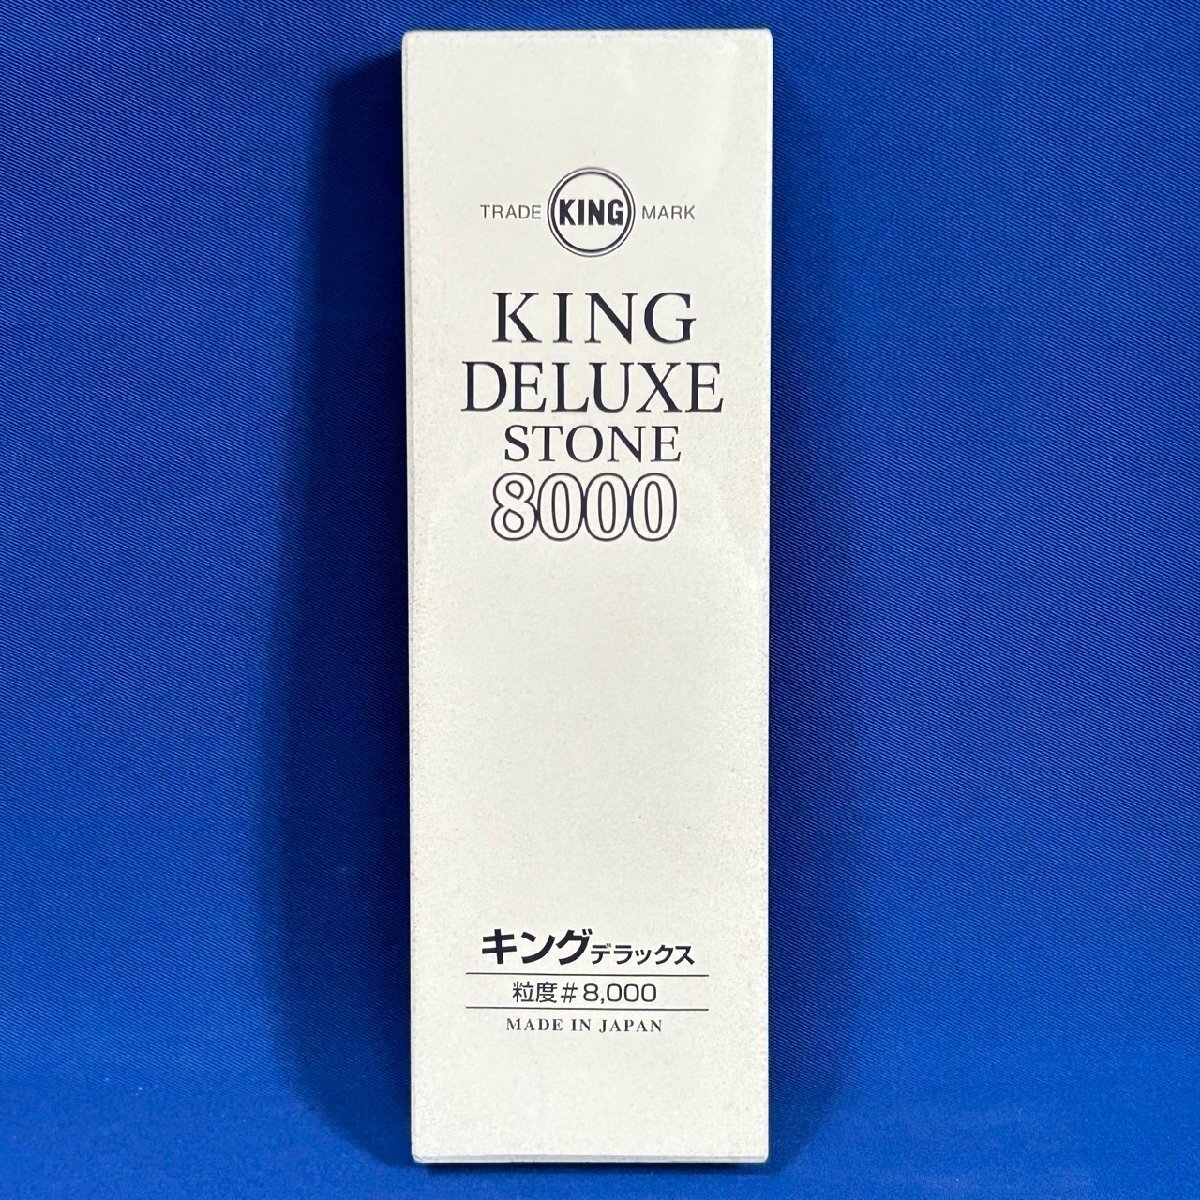 TRADE KING MARK
KING
DELUXE
STONE
8000
キングデラックス
粒度#8,000
MADE IN JAPAN